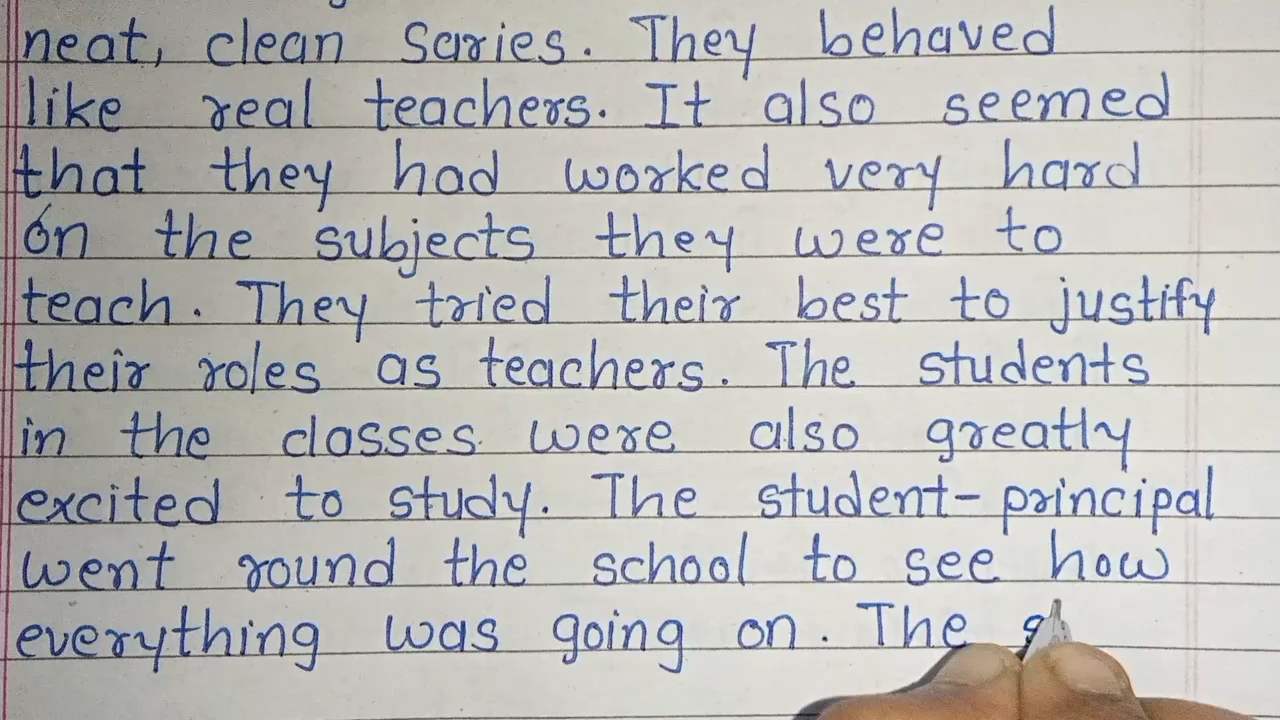 neat, clean Saries. They behaved
like real teachers. It also seemed
that they had worked very hard
on the subjects they were to
teach. They tried their best to justify
their roles as teachers. The students
in the classes were also greatly
excited to study. The student-principal
went round the school to see how
everything was going on. The